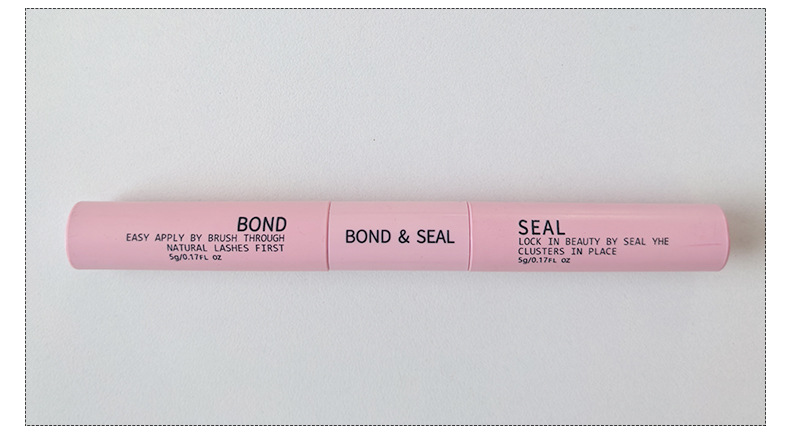 BOND
EASY APPLY BY BRUSH THROUGH
NATURAL LASHES FIRST
5g/0.17FL OZ
BOND & SEAL
SEAL
LOCK IN BEAUTY BY SEAL YHE
CLUSTERS IN PLACE
5g/0.17FL OZ